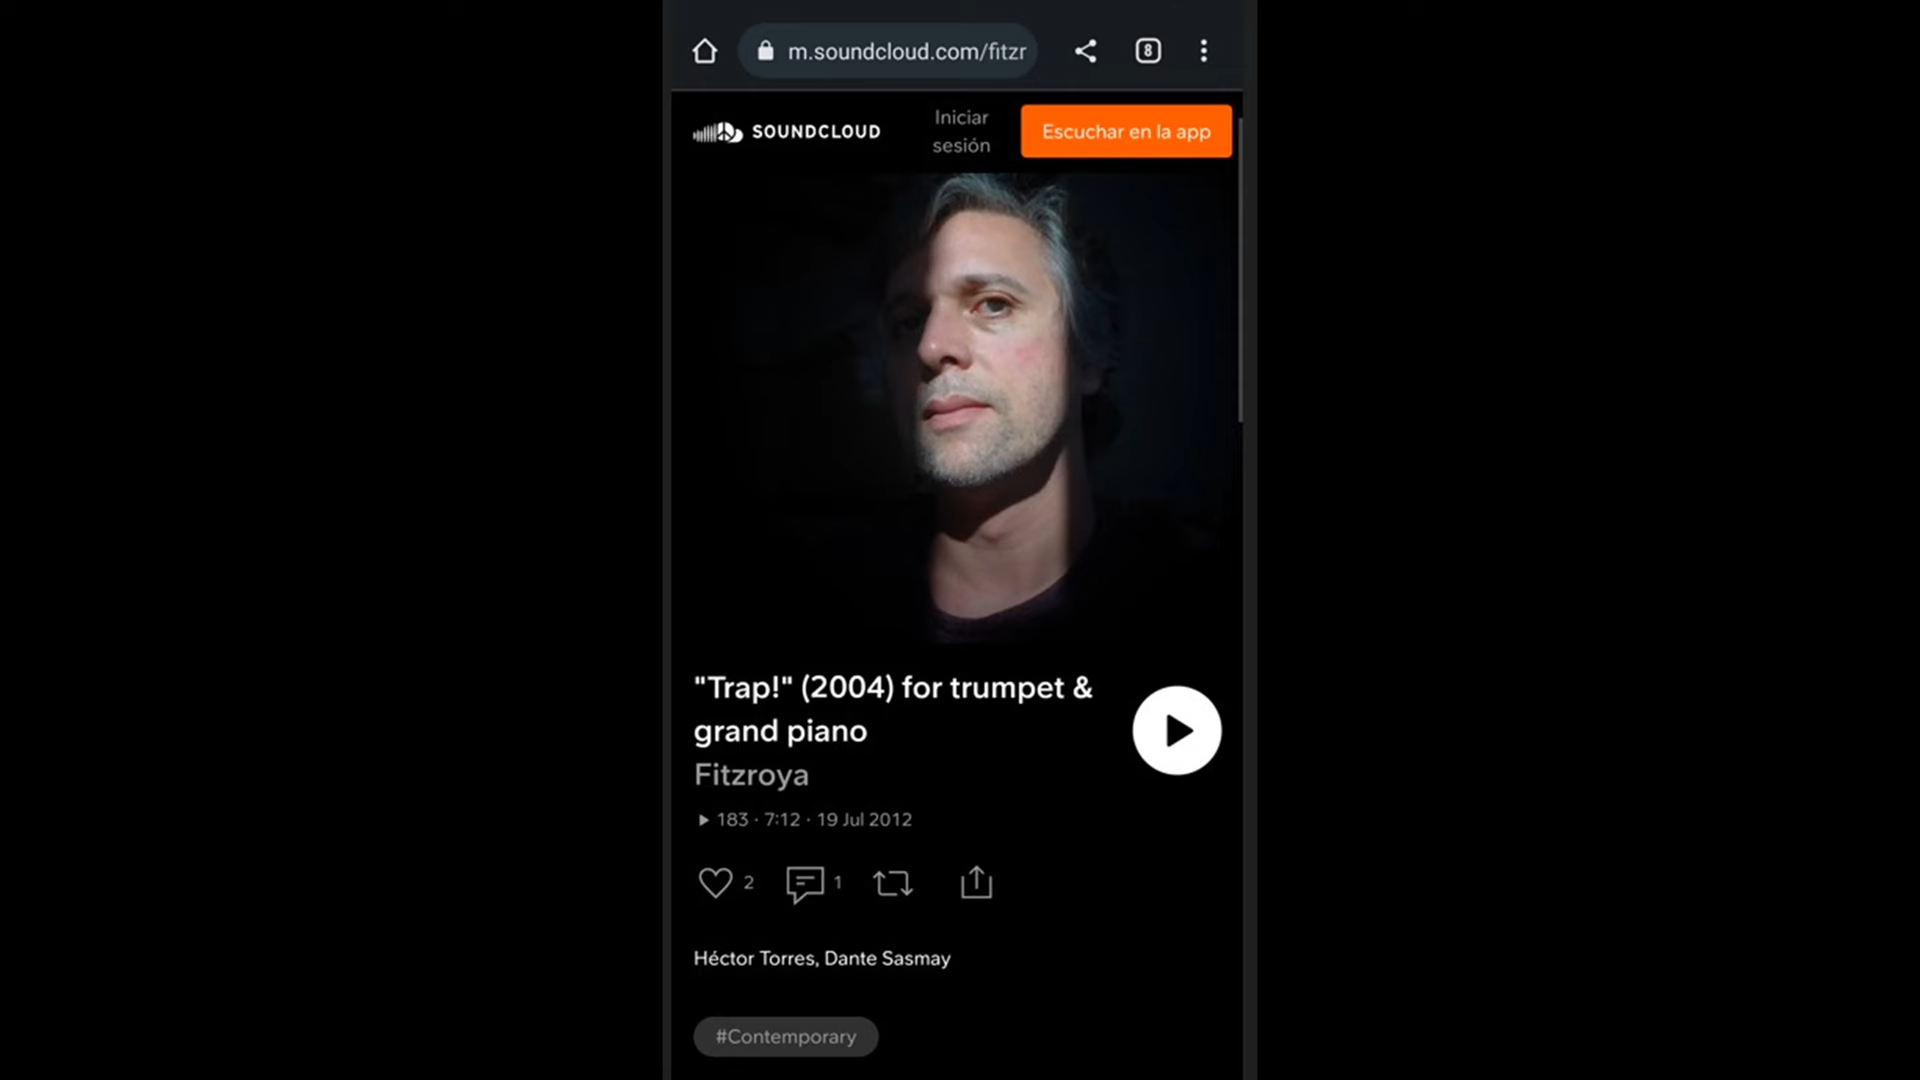 m.soundcloud.com/fitzr
8
SOUNDCLOUD
Iniciar
sesión
Escuchar en la app
"Trap!" (2004) for trumpet &
grand piano
Fitzroya
183 · 7:12 · 19 Jul 2012
2
1
Héctor Torres, Dante Sasmay
#Contemporary